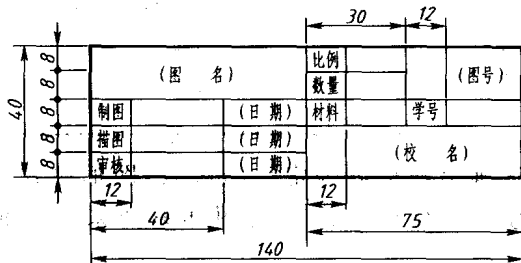 30 12
比例
8 (图 名) 数量 (图号)
40 8 制图 (日 期) 材料 学号
8 描图 (日 期) (校 名)
8 审核 (日 期)
12 12
40 75
140